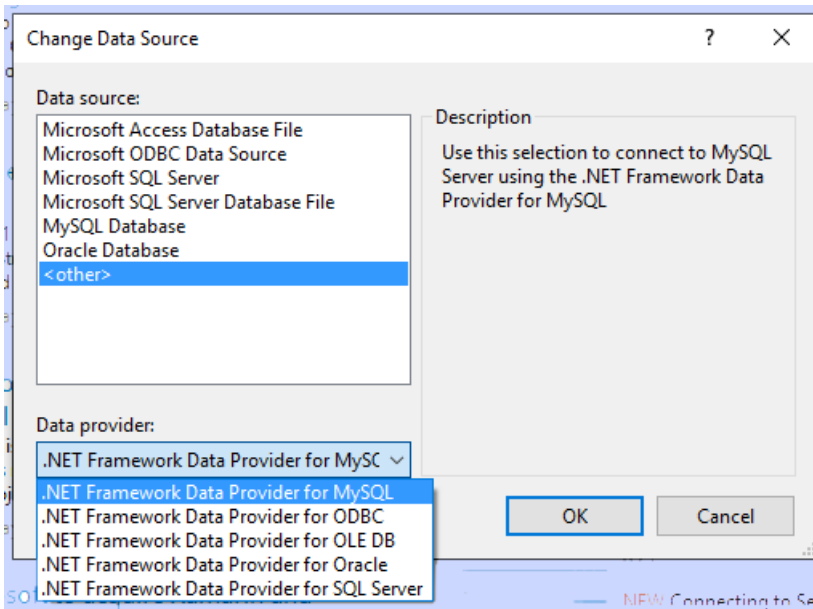 Change Data Source
?
Data source:
Microsoft Access Database File
Microsoft ODBC Data Source
Microsoft SQL Server
Microsoft SQL Server Database File
MySQL Database
Oracle Database
<other>
Description
Use this selection to connect to MySQL
Server using the .NET Framework Data
Provider for MySQL
Data provider:
.NET Framework Data Provider for MySC
.NET Framework Data Provider for MySQL
.NET Framework Data Provider for ODBC
.NET Framework Data Provider for OLE DB
.NET Framework Data Provider for Oracle
.NET Framework Data Provider for SQL Server
OK
Cancel
NEW Connecting to Se